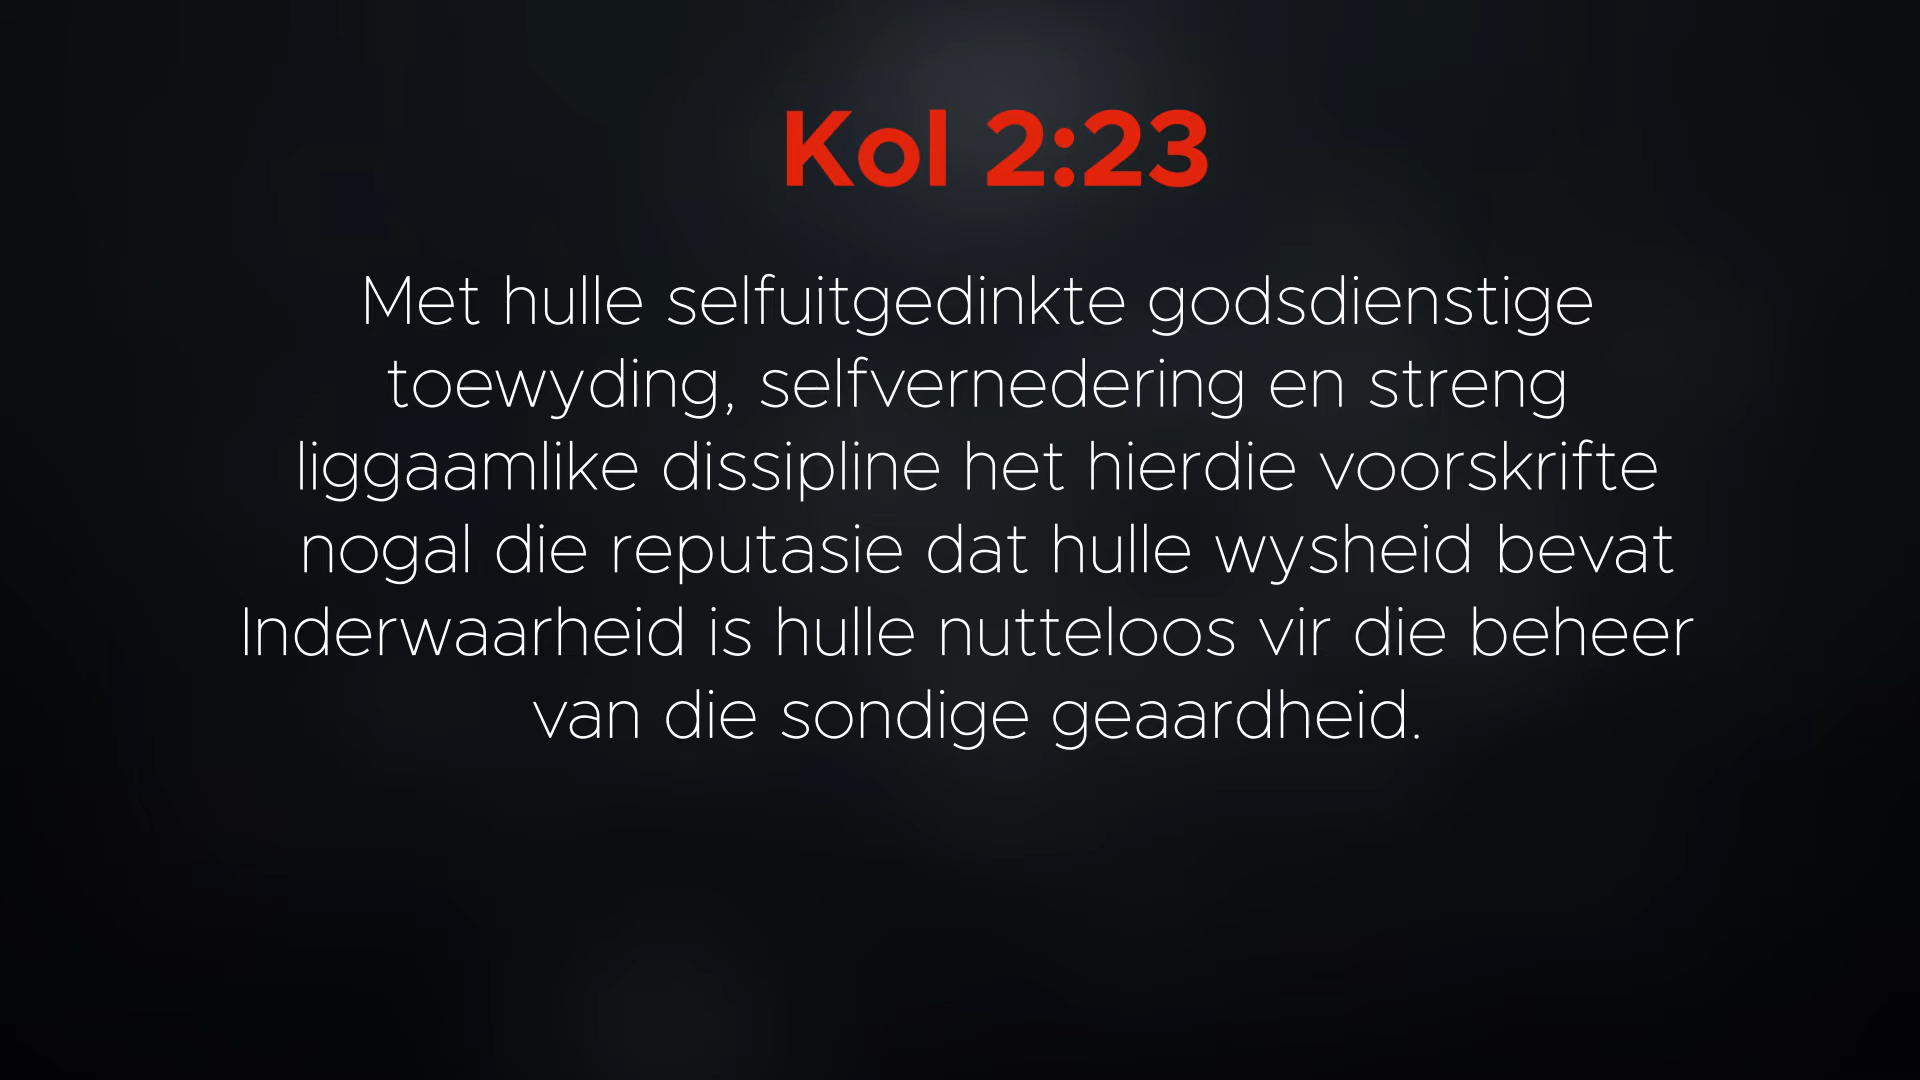 Kol 2:23
Met hulle selfuitgedinkte godsdienstige
toewyding, selfvernedering en streng
liggaamlike dissipline het hierdie voorskrifte
nogal die reputasie dat hulle wysheid bevat
Inderwaarheid is hulle nutteloos vir die beheer
van die sondige geaardheid.